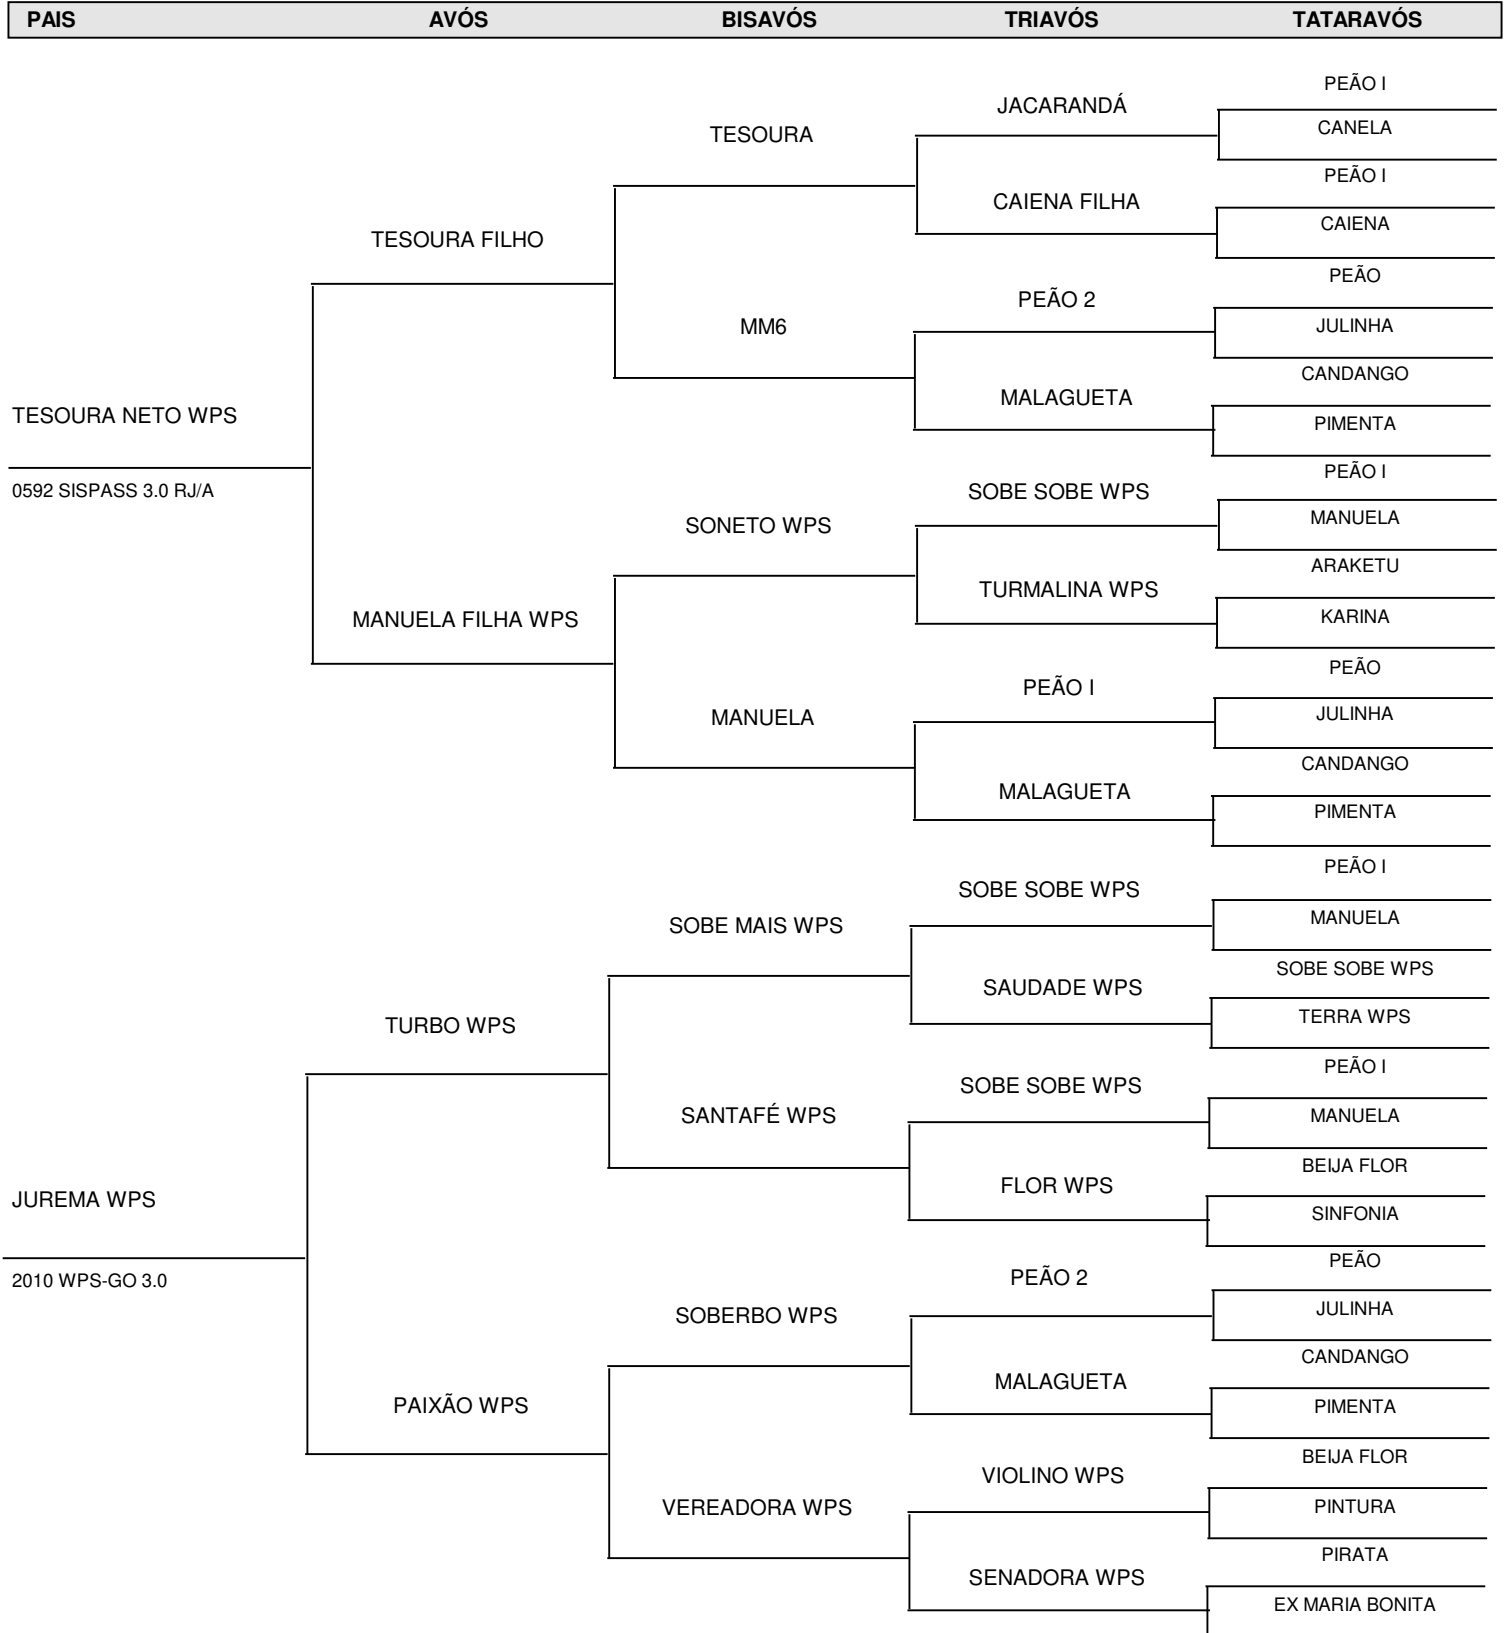 PAIS AVÓS BISAVÓS TRIAVÓS TATARAVÓS
PEÃO I
JACARANDÁ
CANELA
TESOURA
PEÃO I
CAIENA FILHA
CAIENA
TESOURA FILHO
PEÃO
PEÃO 2
JULINHA
MM6
CANDANGO
MALAGUETA
PIMENTA
TESOURA NETO WPS
0592 SISPASS 3.0 RJ/A
PEÃO I
SOBE SOBE WPS
MANUELA
SONETO WPS
ARAKETU
TURMALINA WPS
KARINA
MANUELA FILHA WPS
PEÃO
PEÃO I
JULINHA
MANUELA
CANDANGO
MALAGUETA
PIMENTA
PEÃO I
SOBE SOBE WPS
MANUELA
SOBE MAIS WPS
SOBE SOBE WPS
SAUDADE WPS
TERRA WPS
TURBO WPS
PEÃO I
SOBE SOBE WPS
MANUELA
SANTAFÉ WPS
BEIJA FLOR
FLOR WPS
SINFONIA
JUREMA WPS
2010 WPS-GO 3.0
PEÃO
PEÃO 2
JULINHA
SOBERBO WPS
CANDANGO
MALAGUETA
PIMENTA
PAIXÃO WPS
BEIJA FLOR
VIOLINO WPS
PINTURA
VEREADORA WPS
PIRATA
SENADORA WPS
EX MARIA BONITA